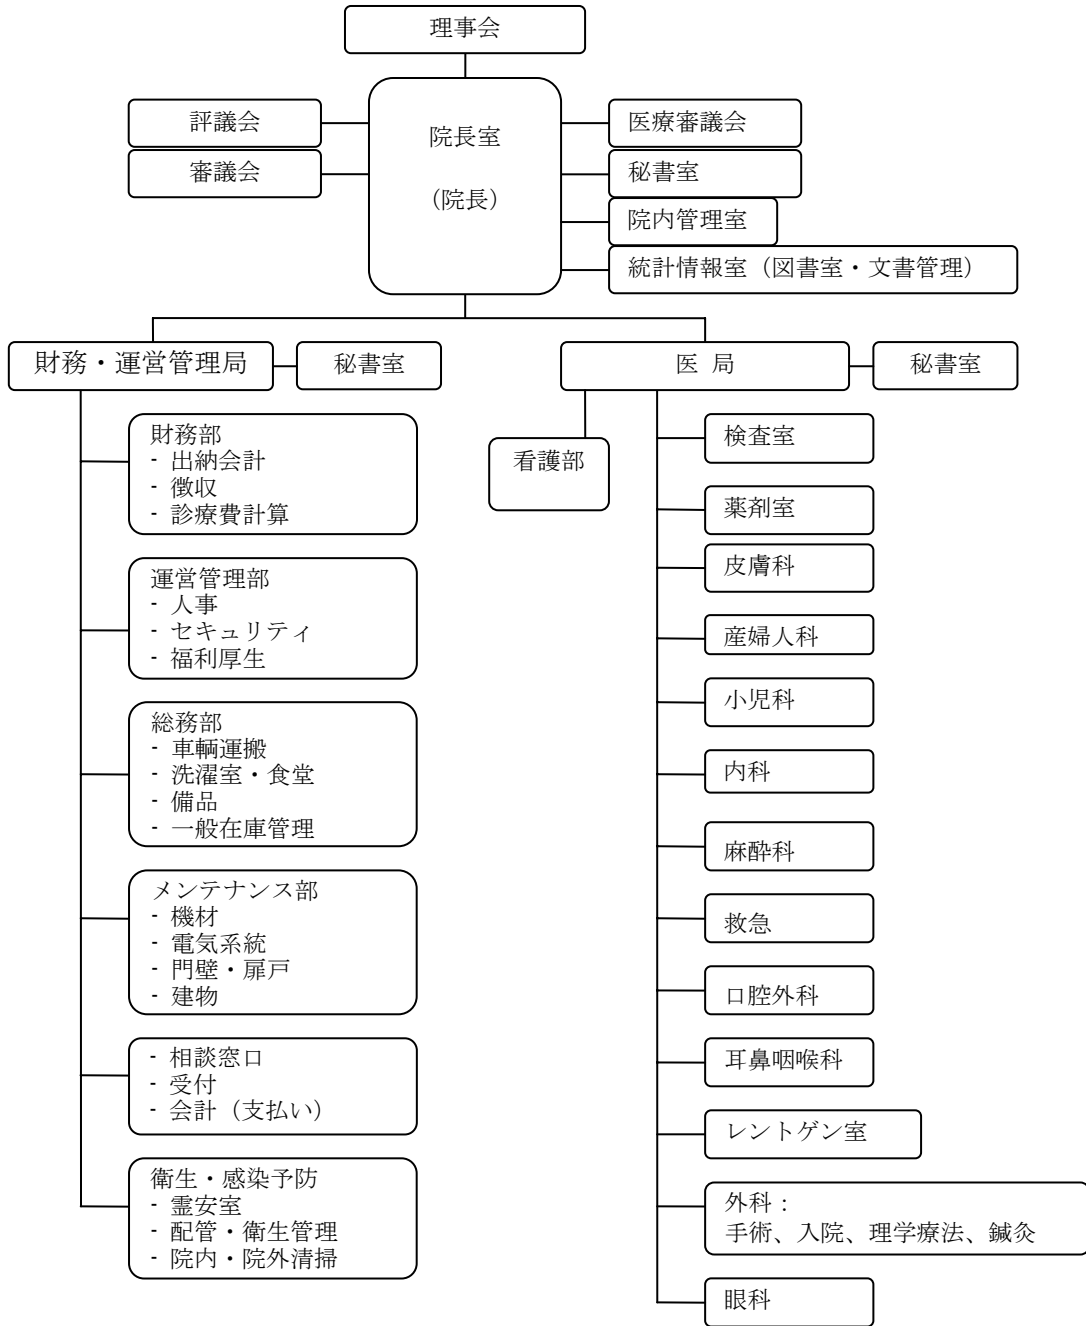 理事会
評議会
審議会
院長室
(院長)
医療審議会
秘書室
院内管理室
統計情報室（図書室・文書管理）
財務・運営管理局
秘書室
医 局
秘書室
財務部
- 出納会計
- 徴収
- 診療費計算
運営管理部
- 人事
- セキュリティ
- 福利厚生
総務部
- 車輌運搬
- 洗濯室・食堂
- 備品
- 一般在庫管理
メンテナンス部
- 機材
- 電気系統
- 門壁・扉戸
- 建物
- 相談窓口
- 受付
- 会計（支払い）
衛生・感染予防
- 霊安室
- 配管・衛生管理
- 院内・院外清掃
看護部
検査室
薬剤室
皮膚科
産婦人科
小児科
内科
麻酔科
救急
口腔外科
耳鼻咽喉科
レントゲン室
外科：
手術、入院、理学療法、鍼灸
眼科